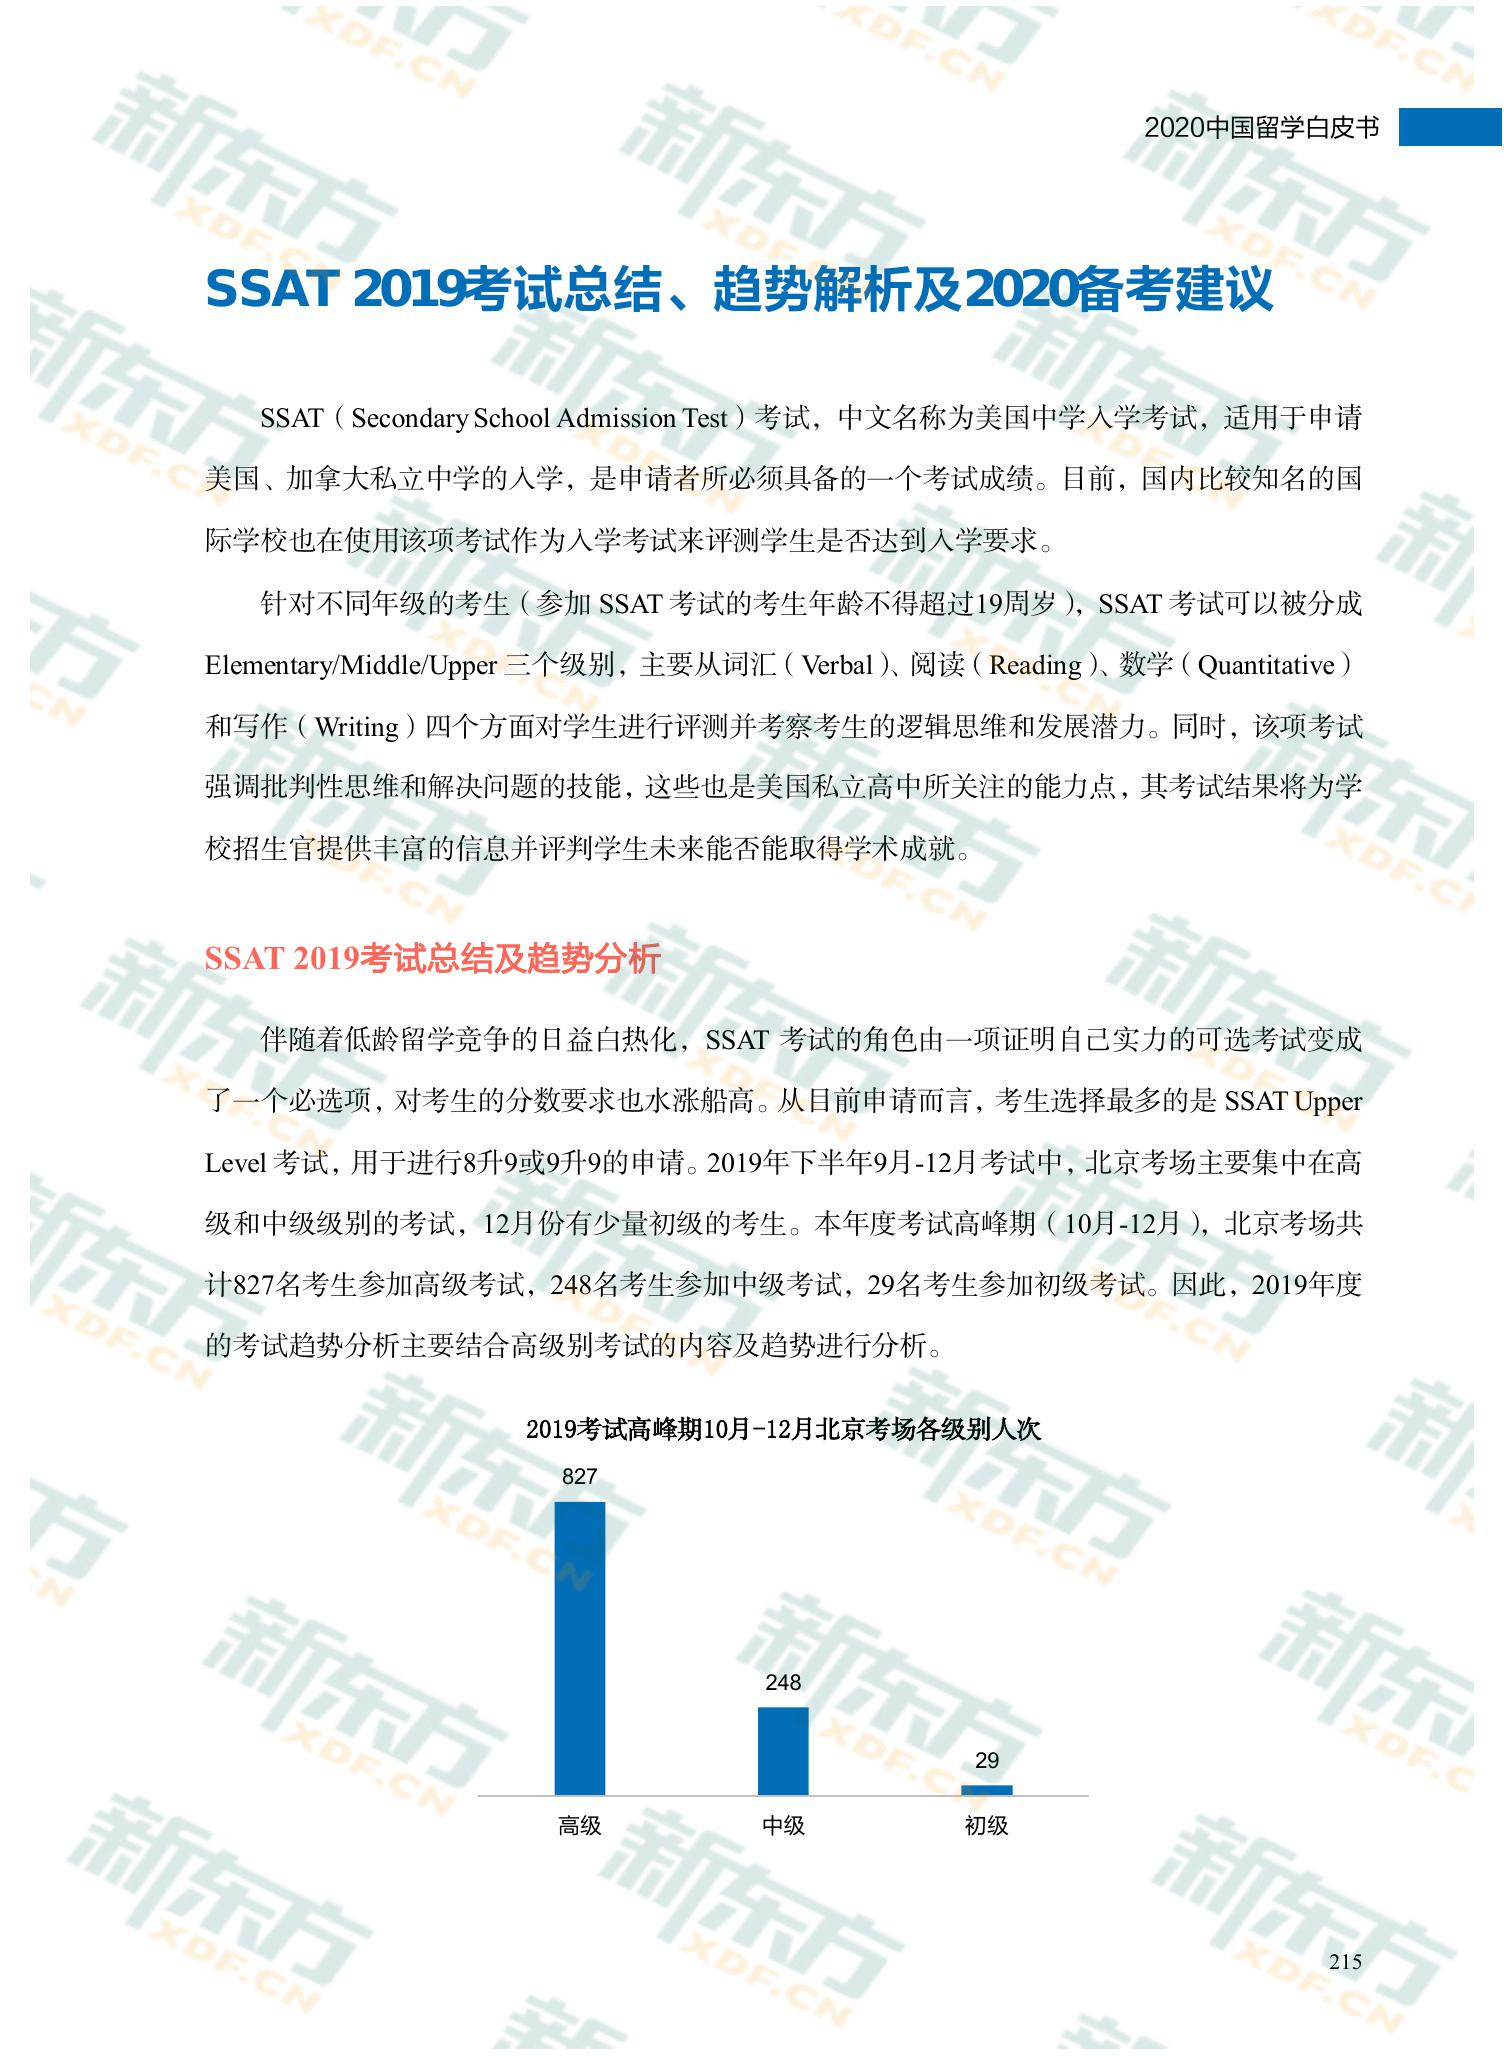 2020中国留学白皮书
SSAT 2019考试总结、趋势解析及2020备考建议
SSAT（Secondary School Admission Test）考试，中文名称为美国中学入学考试，适用于申请
美国、加拿大私立中学的入学，是申请者所必须具备的一个考试成绩。目前，国内比较知名的国
际学校也在使用该项考试作为入学考试来评测学生是否达到入学要求。
针对不同年级的考生（参加 SSAT 考试的考生年龄不得超过19周岁），SSAT 考试可以被分成
Elementary/Middle/Upper 三个级别，主要从词汇（Verbal）、阅读（Reading）、数学（Quantitative）
和写作（Writing）四个方面对学生进行评测并考察考生的逻辑思维和发展潜力。同时，该项考试
强调批判性思维和解决问题的技能，这些也是美国私立高中所关注的能力点，其考试结果将为学
校招生官提供丰富的信息并评判学生未来能否能取得学术成就。
SSAT 2019考试总结及趋势分析
伴随着低龄留学竞争的日益白热化，SSAT 考试的角色由一项证明自己实力的可选考试变成
了一个必选项，对考生的分数要求也水涨船高。从目前申请而言，考生选择最多的是 SSAT Upper
Level 考试，用于进行8升9或9升9的申请。2019年下半年9月-12月考试中，北京考场主要集中在高
级和中级级别的考试，12月份有少量初级的考生。本年度考试高峰期（10月-12月），北京考场共
计827名考生参加高级考试，248名考生参加中级考试，29名考生参加初级考试。因此，2019年度
的考试趋势分析主要结合高级别考试的内容及趋势进行分析。
2019考试高峰期10月-12月北京考场各级别人次
827
248
29
高级 中级 初级
215
新东方
XDF.CN